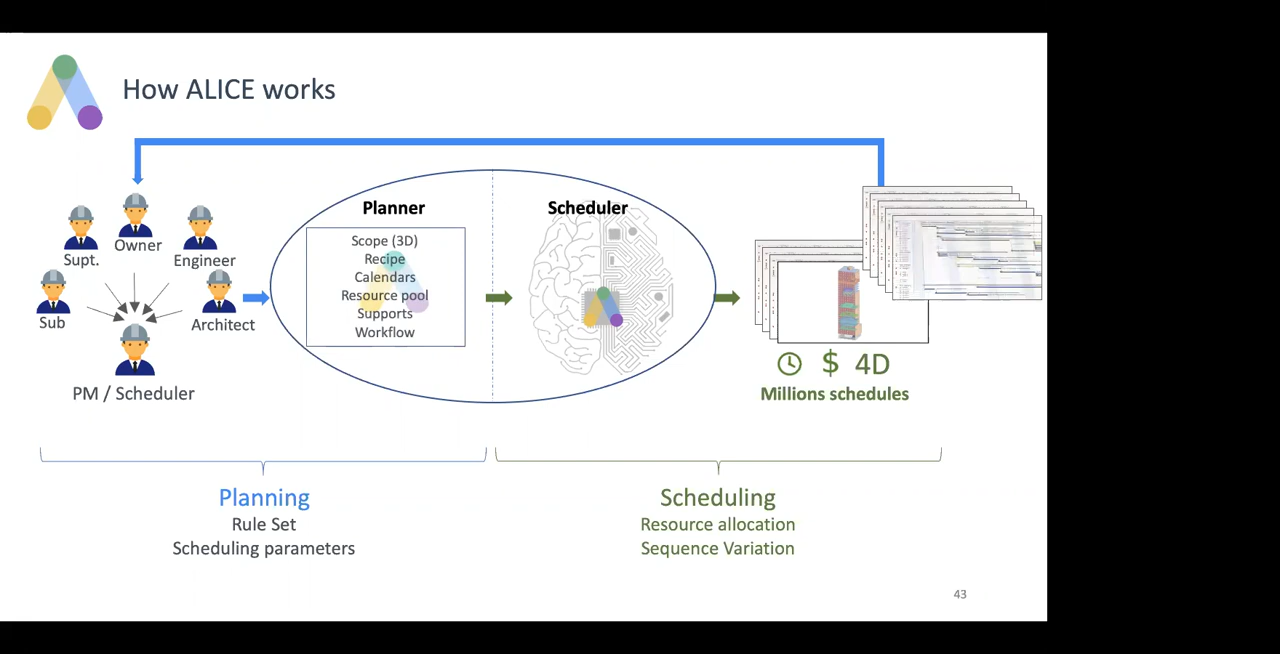 How ALICE works
Owner
Supt.
Engineer
Sub
Architect
PM / Scheduler
Planner
Scope (3D)
Recipe
Calendars
Resource pool
Supports
Workflow
Scheduler
$ 4D
Millions schedules
Planning
Rule Set
Scheduling parameters
Scheduling
Resource allocation
Sequence Variation
43